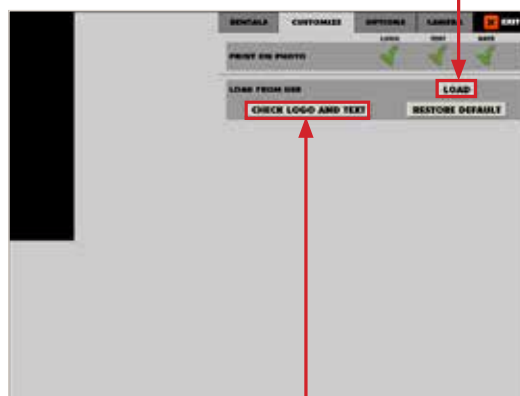 RENTALS CUSTOMIZE OPTIONS CAMERA X EXIT
LOGO TEXT DATE
PRINT ON PHOTO
LOAD FROM USB LOAD
CHECK LOGO AND TEXT RESTORE DEFAULT